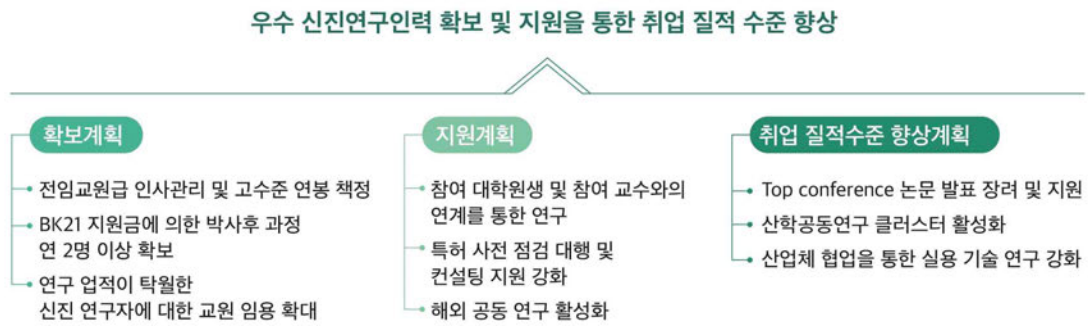 우수 신진연구인력 확보 및 지원을 통한 취업 질적 수준 향상
확보계획
전임교원급 인사관리 및 고수준 연봉 책정
BK21 지원금에 의한 박사후 과정
연 2명 이상 확보
연구 업적이 탁월한
신진 연구자에 대한 교원 임용 확대
지원계획
참여 대학원생 및 참여 교수와의
연계를 통한 연구
특허 사전 점검 대행 및
컨설팅 지원 강화
해외 공동 연구 활성화
취업 질적수준 향상계획
Top conference 논문 발표 장려 및 지원
산학공동연구 클러스터 활성화
산업체 협업을 통한 실용 기술 연구 강화